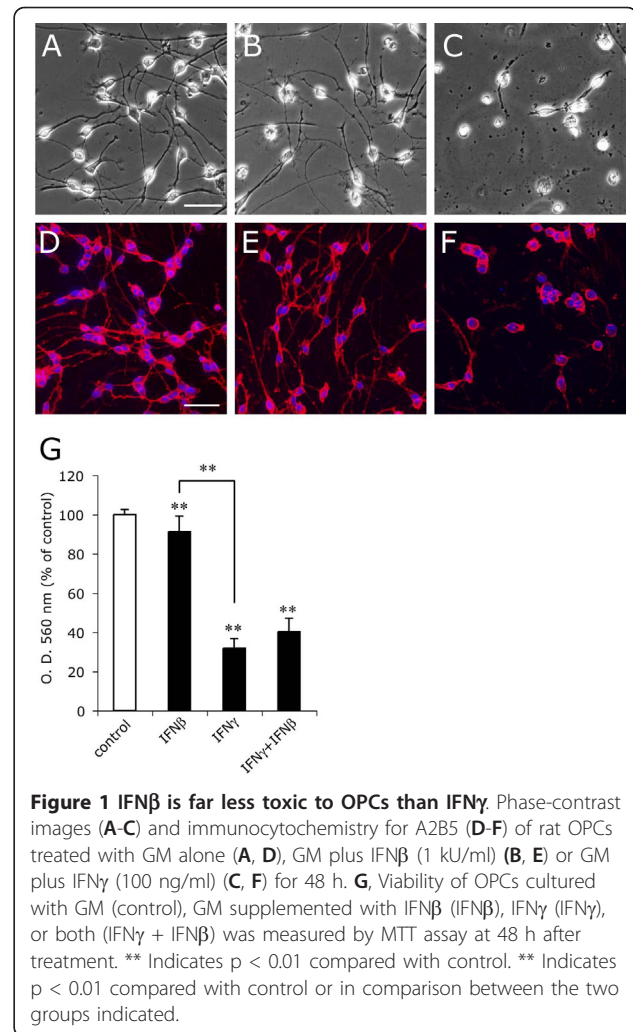 A
B
C
D
E
F
G
**
120
100
80
60
40
20
0
O. D. 560 nm (% of control)
**
**
**
control
IFNβ
IFNγ
IFNγ+IFNβ
Figure 1 IFNβ is far less toxic to OPCs than IFNγ. Phase-contrast
images (A-C) and immunocytochemistry for A2B5 (D-F) of rat OPCs
treated with GM alone (A, D), GM plus IFNβ (1 kU/ml) (B, E) or GM
plus IFNγ (100 ng/ml) (C, F) for 48 h. G, Viability of OPCs cultured
with GM (control), GM supplemented with IFNβ (IFNβ), IFNγ (IFNγ),
or both (IFNγ + IFNβ) was measured by MTT assay at 48 h after
treatment. ** Indicates p < 0.01 compared with control. ** Indicates
p < 0.01 compared with control or in comparison between the two
groups indicated.